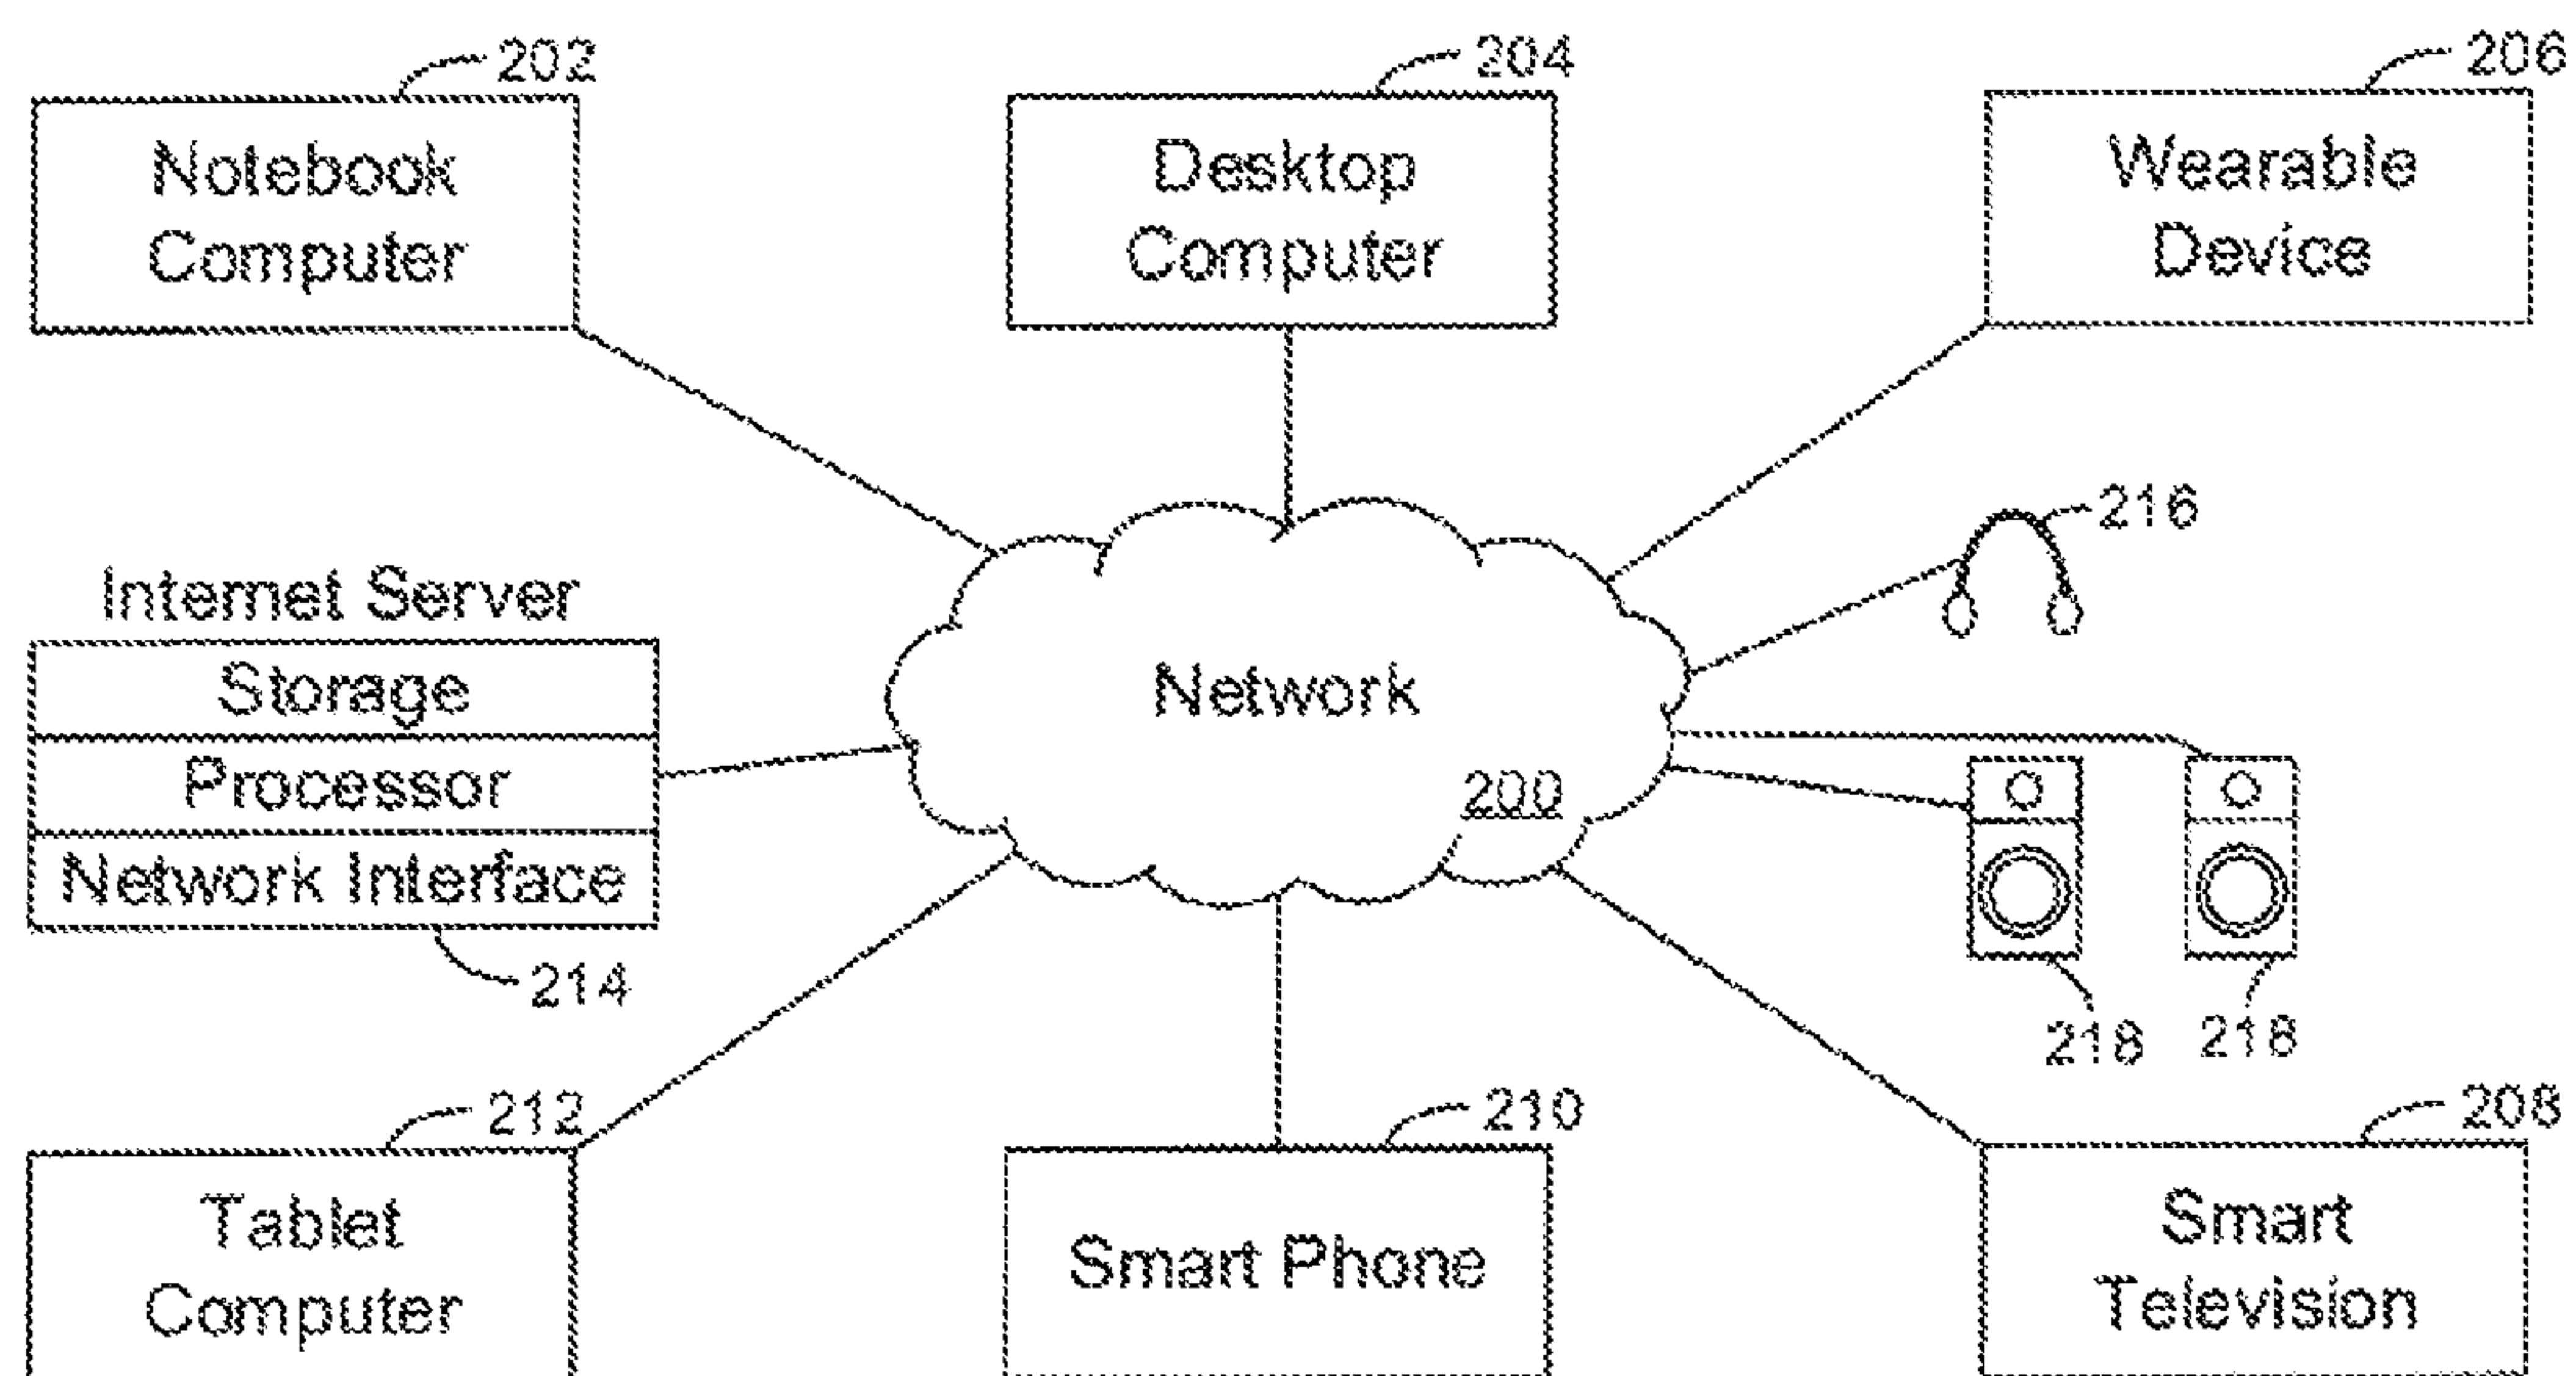 202
204
206
Notebook
Computer
Desktop
Computer
Wearable
Device
216
Internet Server
Storage
Processor
Network Interface
214
Network
200
218
218
212
210
208
Tablet
Computer
Smart Phone
Smart
Television